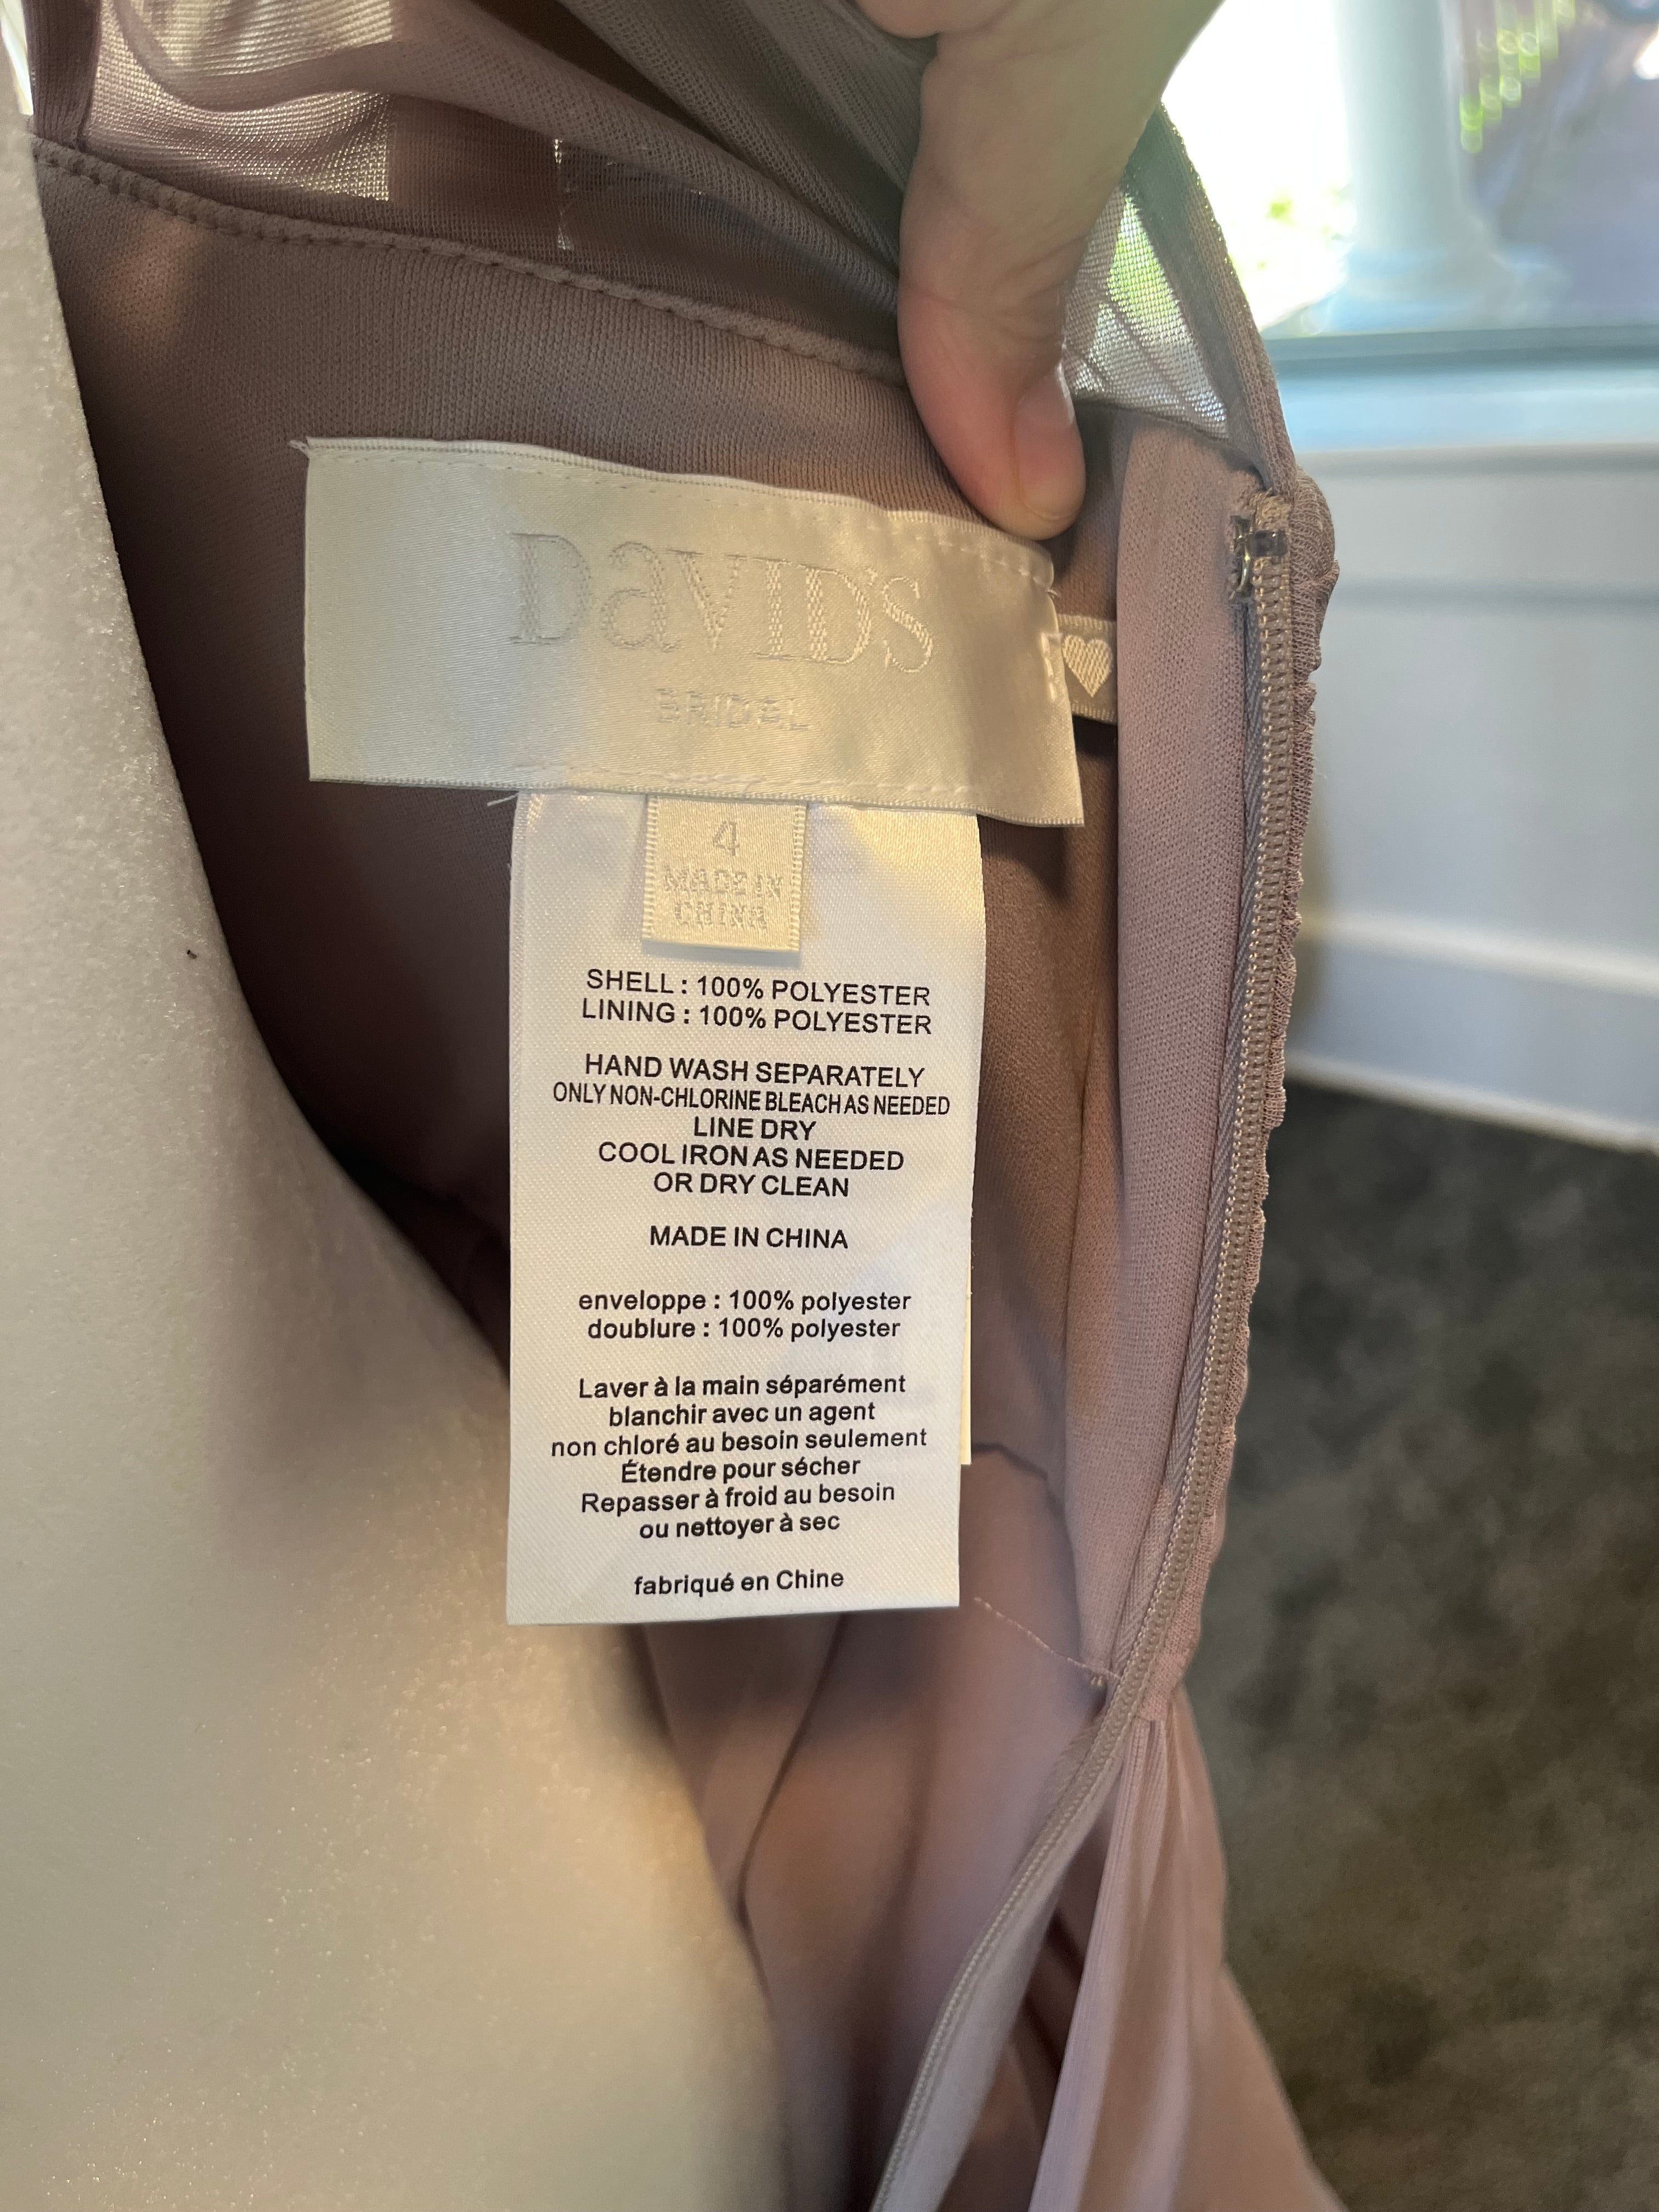 DaVID'S
BRIDAL
4
MADE IN
CHINA
SHELL : 100% POLYESTER
LINING : 100% POLYESTER
HAND WASH SEPARATELY
ONLY NON-CHLORINE BLEACH AS NEEDED
LINE DRY
COOL IRON AS NEEDED
OR DRY CLEAN
MADE IN CHINA
enveloppe : 100% polyester
doublure : 100% polyester
Laver à la main séparément
blanchir avec un agent
non chloré au besoin seulement
Étendre pour sécher
Repasser à froid au besoin
ou nettoyer à sec
fabriqué en Chine